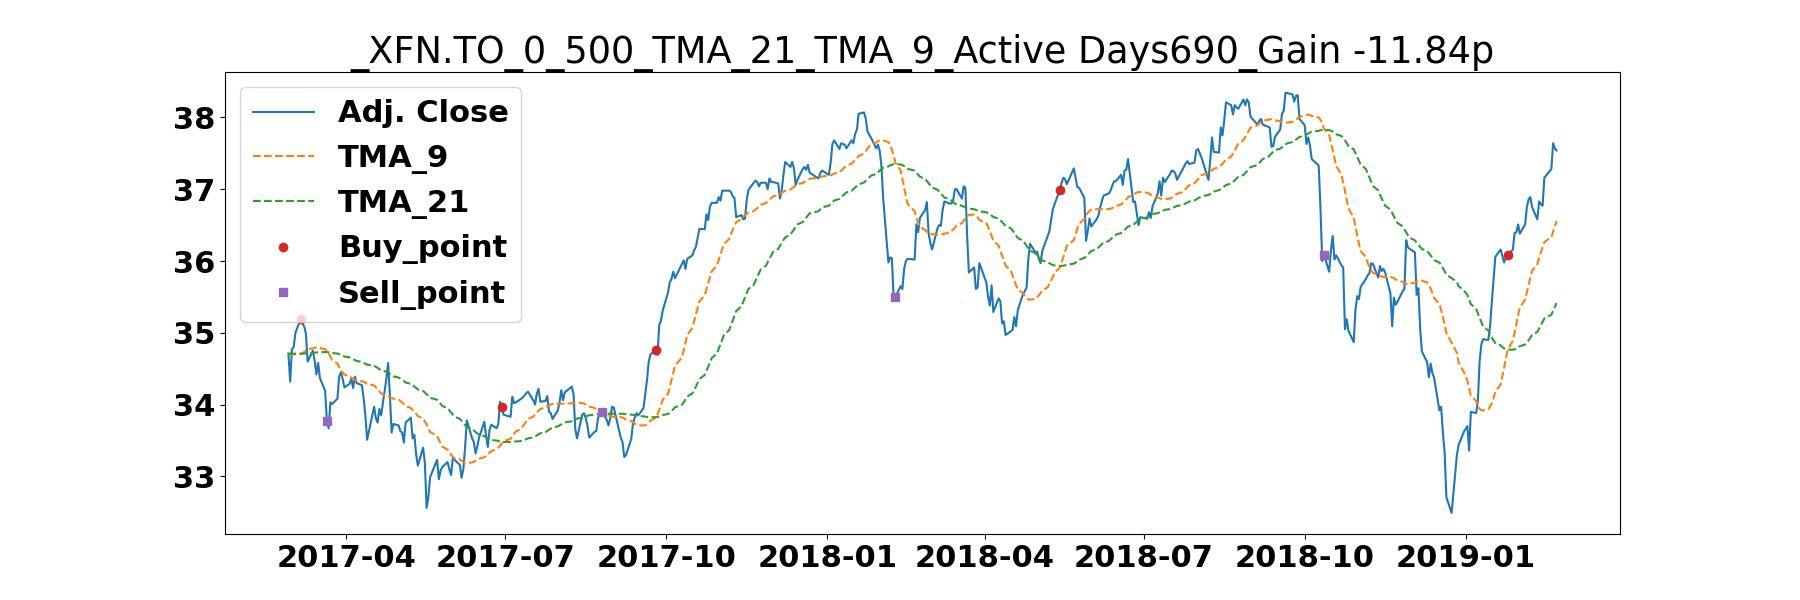 _XFN.TO_0_500_TMA_21_TMA_9_Active Days690_Gain -11.84p
Adj. Close
TMA_9
TMA_21
Buy_point
Sell_point
38
37
36
35
34
33
2017-04 2017-07 2017-10 2018-01 2018-04 2018-07 2018-10 2019-01